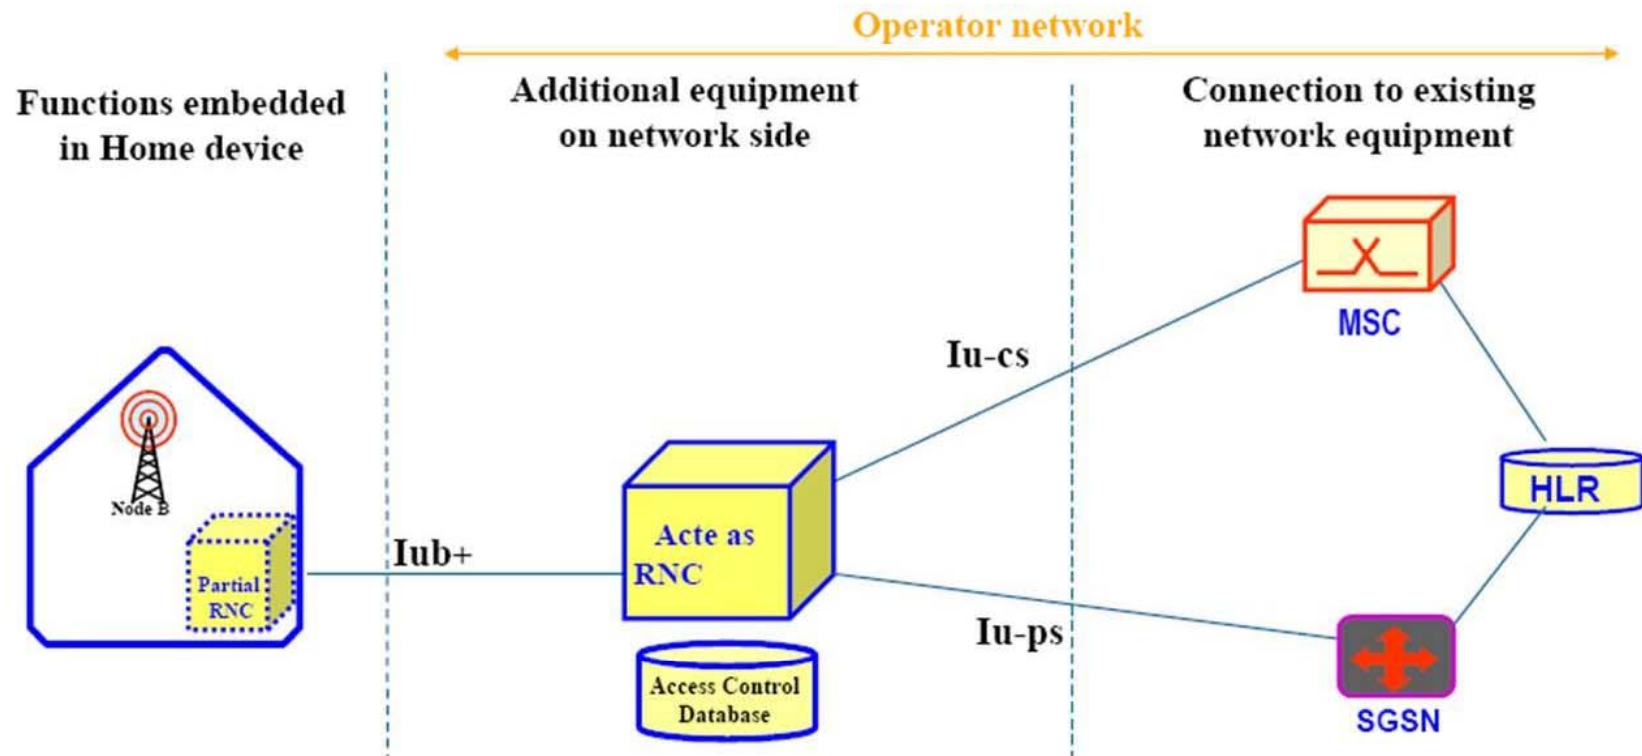 Operator network
Functions embedded
in Home device
Additional equipment
on network side
Connection to existing
network equipment
MSC
Iu-cs
HLR
Node B
Acte as
RNC
Iub+
Partial
RNC
Iu-ps
Access Control
Database
SGSN